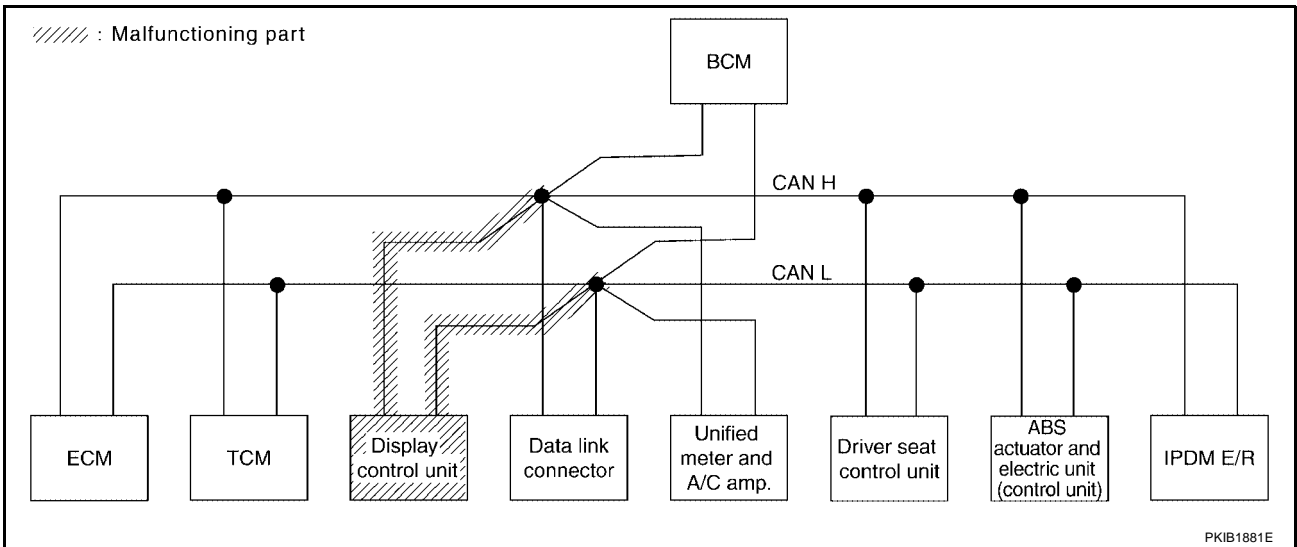 : Malfunctioning part
BCM
CAN H
CAN L
ECM
TCM
Display
control unit
Data link
connector
Unified
meter and
A/C amp.
Driver seat
control unit
ABS
actuator and
electric unit
(control unit)
IPDM E/R
PKIB1881E